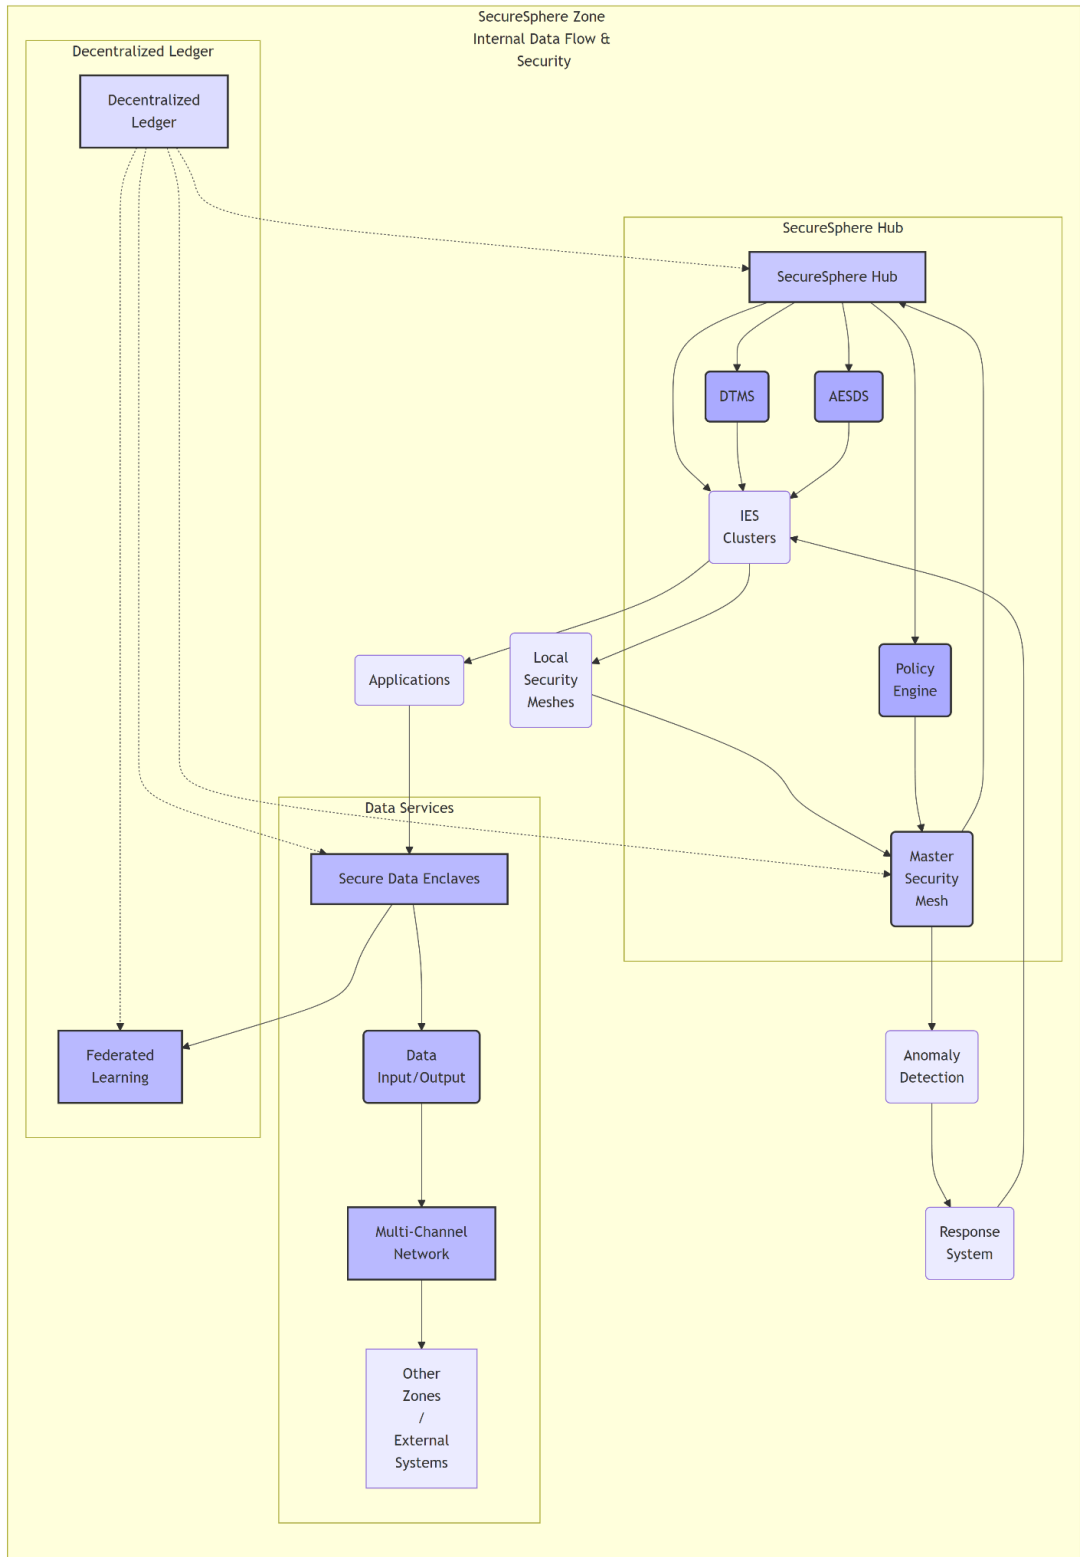 SecureSphere Zone
Internal Data Flow &
Security
Decentralized Ledger
Decentralized
Ledger
SecureSphere Hub
SecureSphere Hub
DTMS
AESDS
IES
Clusters
Applications
Local
Security
Meshes
Policy
Engine
Data Services
Secure Data Enclaves
Master
Security
Mesh
Federated
Learning
Data
Input/Output
Anomaly
Detection
Multi-Channel
Network
Response
System
Other
Zones
/
External
Systems